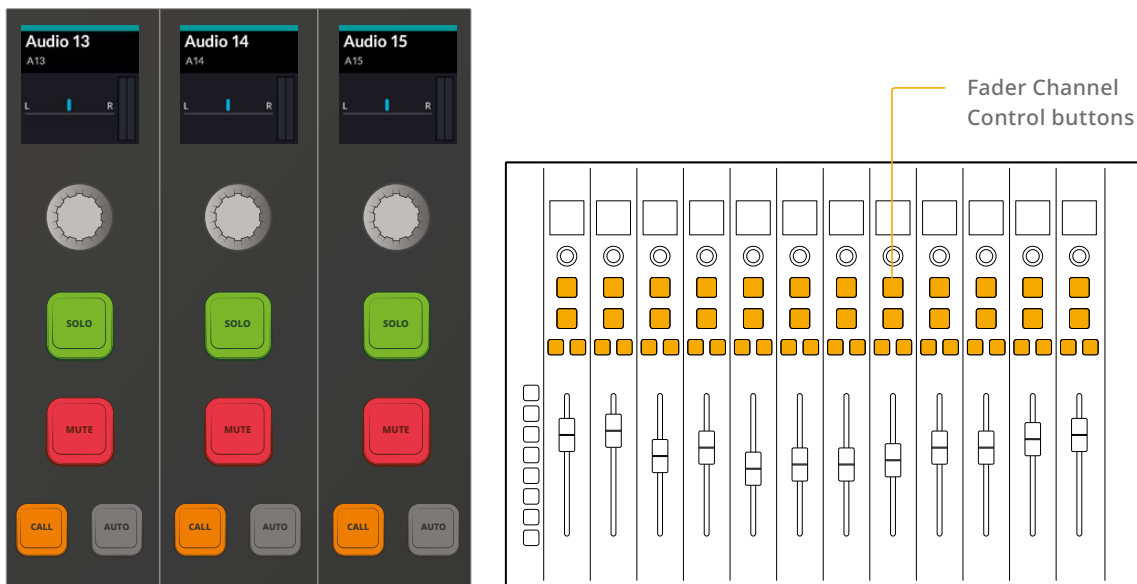 Audio 13
A13
L R
SOLO
MUTE
CALL AUTO
Audio 14
A14
L R
SOLO
MUTE
CALL AUTO
Audio 15
A15
L R
SOLO
MUTE
CALL AUTO
Fader Channel
Control buttons